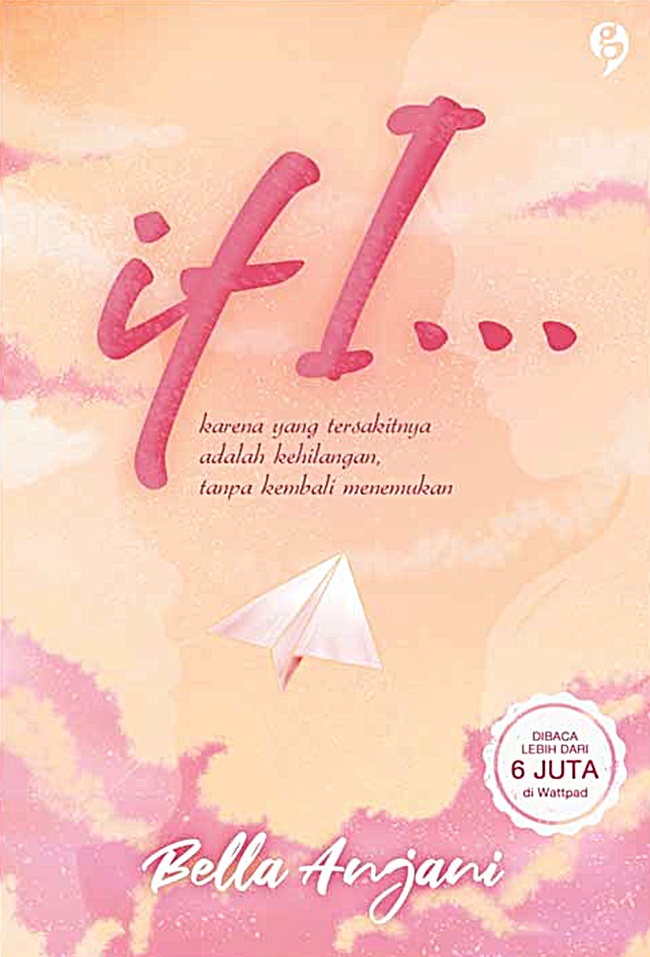 if I...
karena yang tersakitnya
adalah kehilangan,
tanpa kembali menemukan
DIBACA
LEBIH DARI
6 JUTA
di Wattpad
Bella Anjani